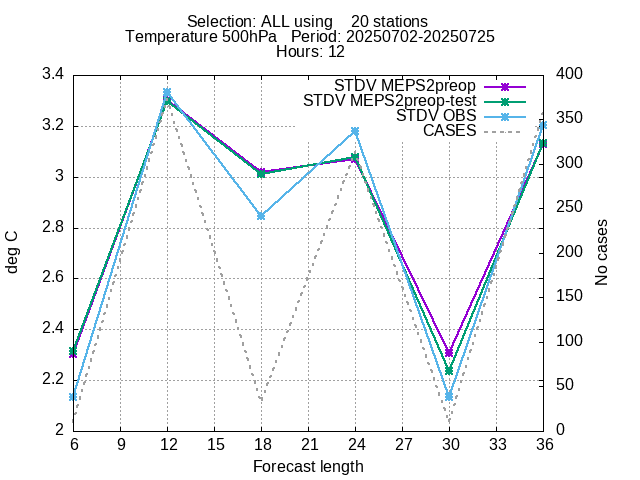 Selection: ALL using    20 stations
Temperature 500hPa   Period: 20250702-20250725
Hours: 12
STDV MEPS2preop
STDV MEPS2preop-test
STDV OBS
CASES
3.4
3.2
3
2.8
2.6
2.4
2.2
2
deg C
400
350
300
250
200
150
100
50
0
No cases
6 9 12 15 18 21 24 27 30 33 36
Forecast length